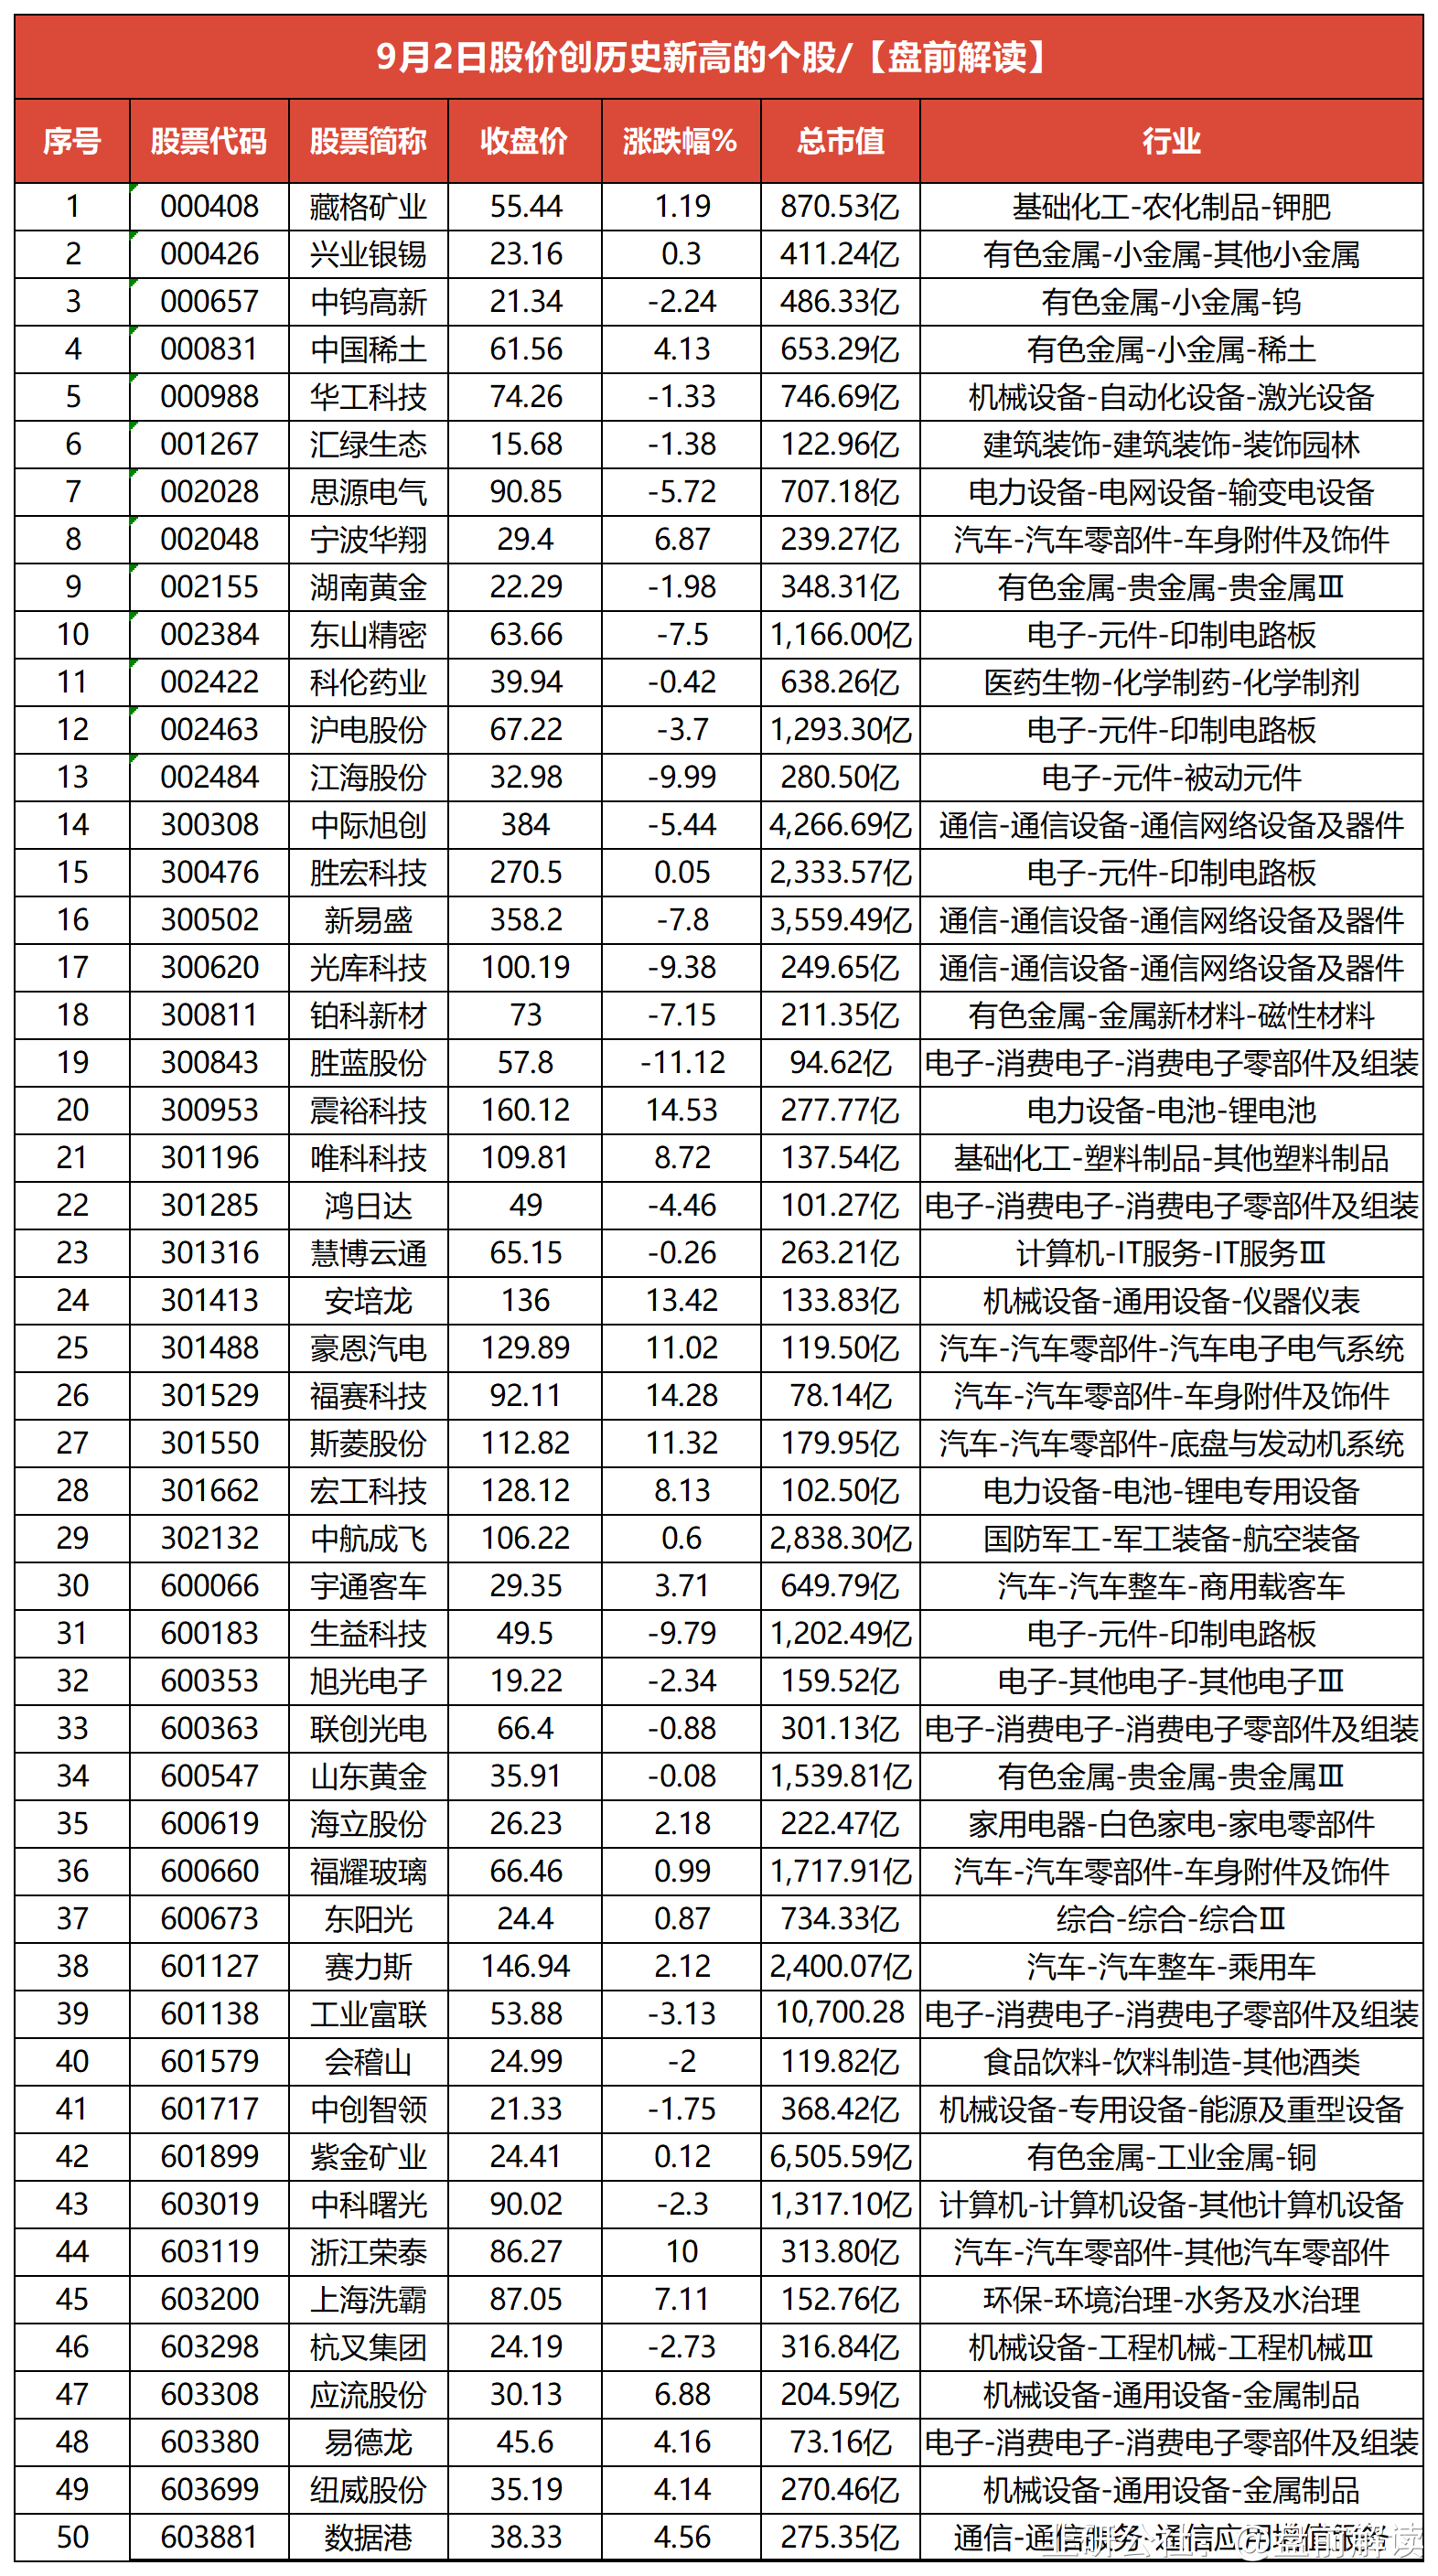 9月2日股价创历史新高的个股/【盘前解读】
序号 股票代码 股票简称 收盘价 涨跌幅% 总市值 行业
1 000408 藏格矿业 55.44 1.19 870.53亿 基础化工-农化制品-钾肥
2 000426 兴业银锡 23.16 0.3 411.24亿 有色金属-小金属-其他小金属
3 000657 中钨高新 21.34 -2.24 486.33亿 有色金属-小金属-钨
4 000831 中国稀土 61.56 4.13 653.29亿 有色金属-小金属-稀土
5 000988 华工科技 74.26 -1.33 746.69亿 机械设备-自动化设备-激光设备
6 001267 汇绿生态 15.68 -1.38 122.96亿 建筑装饰-建筑装饰-装饰园林
7 002028 思源电气 90.85 -5.72 707.18亿 电力设备-电网设备-输变电设备
8 002048 宁波华翔 29.4 6.87 239.27亿 汽车-汽车零部件-车身附件及饰件
9 002155 湖南黄金 22.29 -1.98 348.31亿 有色金属-贵金属-贵金属Ⅲ
10 002384 东山精密 63.66 -7.5 1,166.00亿 电子-元件-印制电路板
11 002422 科伦药业 39.94 -0.42 638.26亿 医药生物-化学制药-化学制剂
12 002463 沪电股份 67.22 -3.7 1,293.30亿 电子-元件-印制电路板
13 002484 江海股份 32.98 -9.99 280.50亿 电子-元件-被动元件
14 300308 中际旭创 384 -5.44 4,266.69亿 通信-通信设备-通信网络设备及器件
15 300476 胜宏科技 270.5 0.05 2,333.57亿 电子-元件-印制电路板
16 300502 新易盛 358.2 -7.8 3,559.49亿 通信-通信设备-通信网络设备及器件
17 300620 光库科技 100.19 -9.38 249.65亿 通信-通信设备-通信网络设备及器件
18 300811 铂科新材 73 -7.15 211.35亿 有色金属-金属新材料-磁性材料
19 300843 胜蓝股份 57.8 -11.12 94.62亿 电子-消费电子-消费电子零部件及组装
20 300953 震裕科技 160.12 14.53 277.77亿 电力设备-电池-锂电池
21 301196 唯科科技 109.81 8.72 137.54亿 基础化工-塑料制品-其他塑料制品
22 301285 鸿日达 49 -4.46 101.27亿 电子-消费电子-消费电子零部件及组装
23 301316 慧博云通 65.15 -0.26 263.21亿 计算机-IT服务-IT服务Ⅲ
24 301413 安培龙 136 13.42 133.83亿 机械设备-通用设备-仪器仪表
25 301488 豪恩汽电 129.89 11.02 119.50亿 汽车-汽车零部件-汽车电子电气系统
26 301529 福赛科技 92.11 14.28 78.14亿 汽车-汽车零部件-车身附件及饰件
27 301550 斯菱股份 112.82 11.32 179.95亿 汽车-汽车零部件-底盘与发动机系统
28 301662 宏工科技 128.12 8.13 102.50亿 电力设备-电池-锂电专用设备
29 302132 中航成飞 106.22 0.6 2,838.30亿 国防军工-军工装备-航空装备
30 600066 宇通客车 29.35 3.71 649.79亿 汽车-汽车整车-商用载客车
31 600183 生益科技 49.5 -9.79 1,202.49亿 电子-元件-印制电路板
32 600353 旭光电子 19.22 -2.34 159.52亿 电子-其他电子-其他电子Ⅲ
33 600363 联创光电 66.4 -0.88 301.13亿 电子-消费电子-消费电子零部件及组装
34 600547 山东黄金 35.91 -0.08 1,539.81亿 有色金属-贵金属-贵金属Ⅲ
35 600619 海立股份 26.23 2.18 222.47亿 家用电器-白色家电-家电零部件
36 600660 福耀玻璃 66.46 0.99 1,717.91亿 汽车-汽车零部件-车身附件及饰件
37 600673 东阳光 24.4 0.87 734.33亿 综合-综合-综合Ⅲ
38 601127 赛力斯 146.94 2.12 2,400.07亿 汽车-汽车整车-乘用车
39 601138 工业富联 53.88 -3.13 10,700.28 电子-消费电子-消费电子零部件及组装
40 601579 会稽山 24.99 -2 119.82亿 食品饮料-饮料制造-其他酒类
41 601717 中创智领 21.33 -1.75 368.42亿 机械设备-专用设备-能源及重型设备
42 601899 紫金矿业 24.41 0.12 6,505.59亿 有色金属-工业金属-铜
43 603019 中科曙光 90.02 -2.3 1,317.10亿 计算机-计算机设备-其他计算机设备
44 603119 浙江荣泰 86.27 10 313.80亿 汽车-汽车零部件-其他汽车零部件
45 603200 上海洗霸 87.05 7.11 152.76亿 环保-环境治理-水务及水治理
46 603298 杭叉集团 24.19 -2.73 316.84亿 机械设备-工程机械-工程机械Ⅲ
47 603308 应流股份 30.13 6.88 204.59亿 机械设备-通用设备-金属制品
48 603380 易德龙 45.6 4.16 73.16亿 电子-消费电子-消费电子零部件及组装
49 603699 纽威股份 35.19 4.14 270.46亿 机械设备-通用设备-金属制品
50 603881 数据港 38.33 4.56 275.35亿 通信-通信服务-通信应用增值服务
韭研公社 @盘前解读